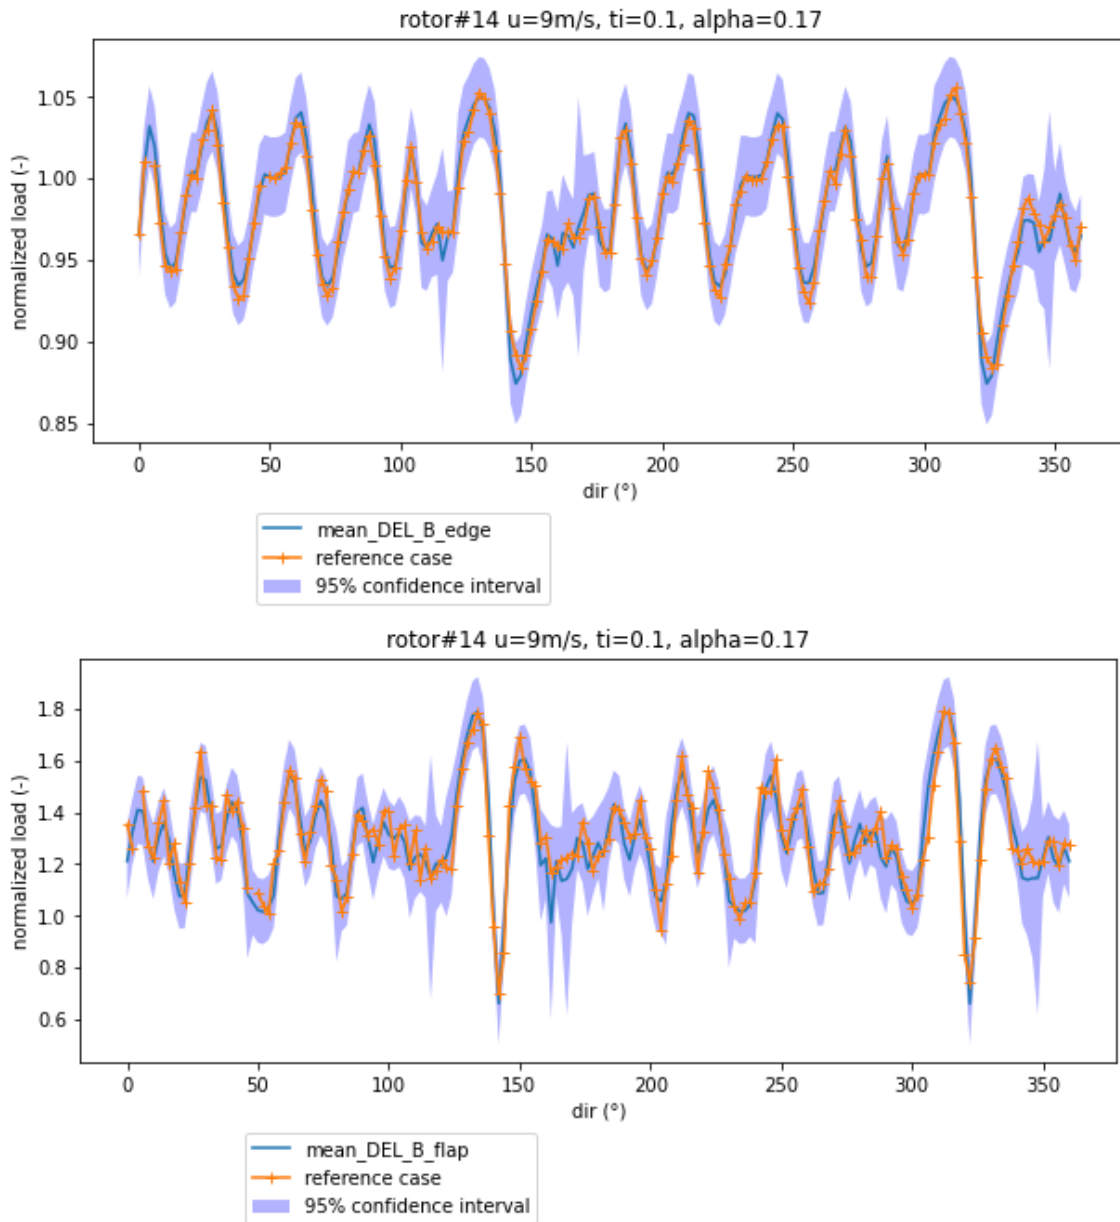 rotor#14 u=9m/s, ti=0.1, alpha=0.17
1.05
1.00
0.95
0.90
0.85
normalized load (-)
0 50 100 150 200 250 300 350
dir (°)
mean_DEL_B_edge
reference case
95% confidence interval
rotor#14 u=9m/s, ti=0.1, alpha=0.17
1.8
1.6
1.4
1.2
1.0
0.8
0.6
normalized load (-)
0 50 100 150 200 250 300 350
dir (°)
mean_DEL_B_flap
reference case
95% confidence interval